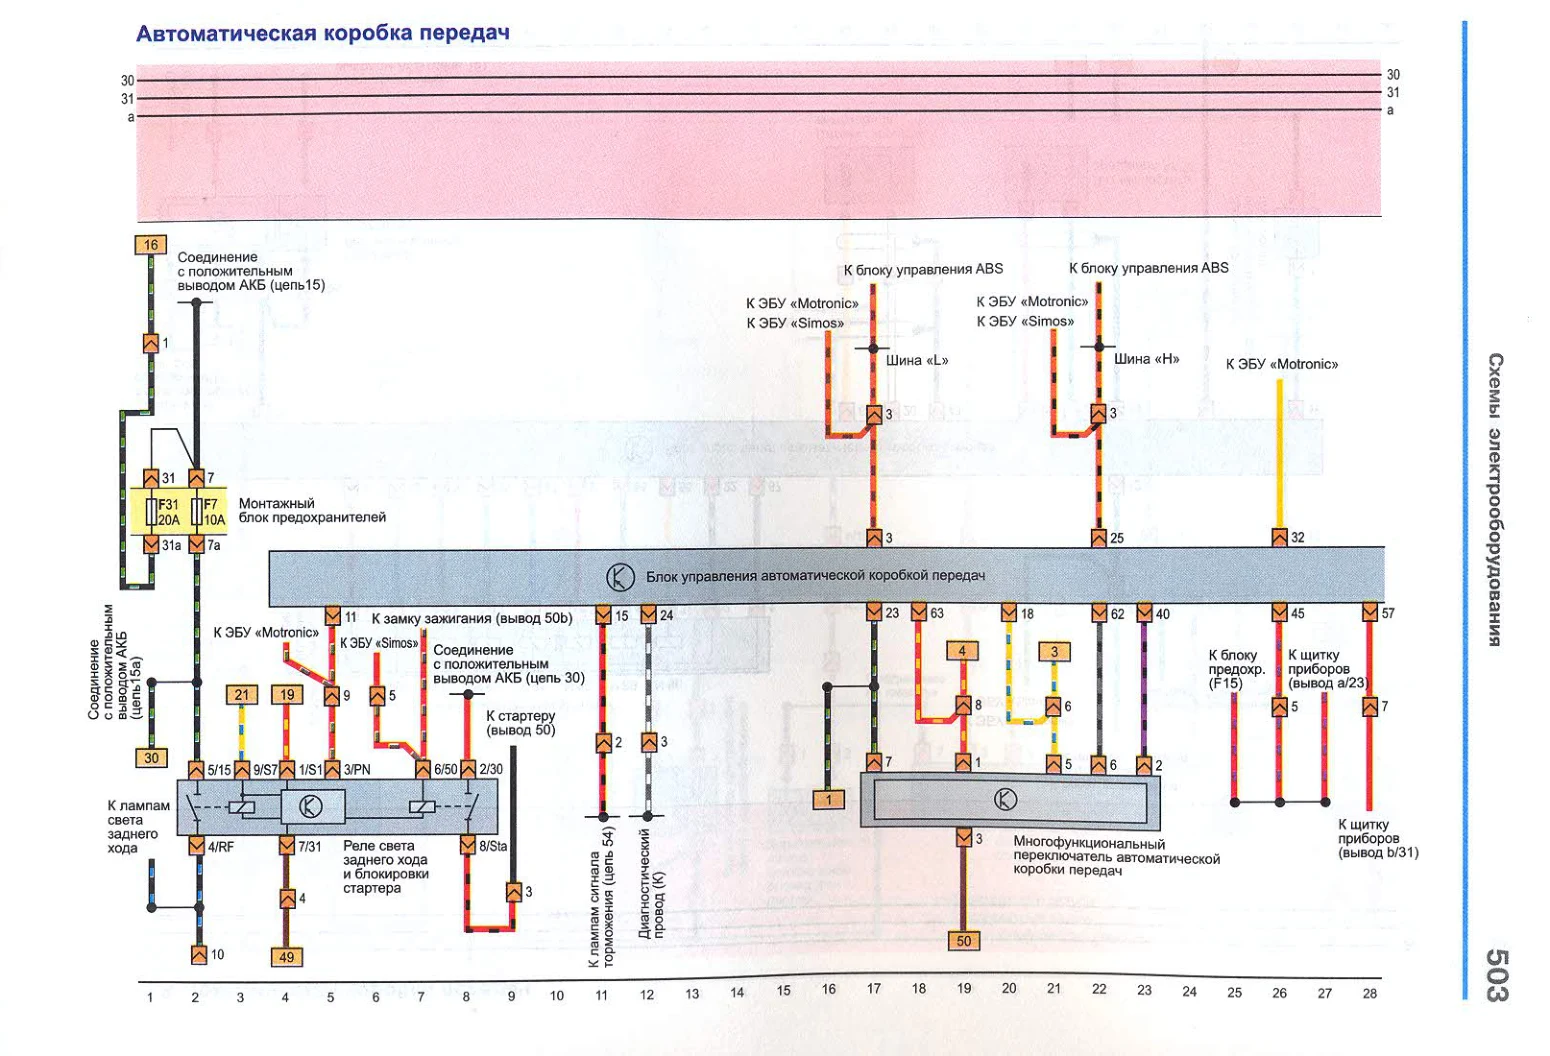 Автоматическая коробка передач
30
31
a
30
31
a
16
Соединение
с положительным
выводом АКБ (цепь15)
1
31
7
F31
20А
F7
10А
Монтажный
блок предохранителей
31a
7a
Соединение
с положительным
выводом АКБ
(цепь15а)
30
К блоку управления ABS
К ЭБУ «Motronic»
К ЭБУ «Simos»
Шина «L»
3
3
К блоку управления ABS
К ЭБУ «Motronic»
К ЭБУ «Simos»
Шина «H»
3
25
К ЭБУ «Motronic»
32
Блок управления автоматической коробкой передач
11
15
24
23
63
18
62
40
45
57
К ЭБУ «Motronic»
К замку зажигания (вывод 50b)
К ЭБУ «Simos»
Соединение
с положительным
выводом АКБ (цепь 30)
К стартеру
(вывод 50)
21
19
9
5
5/15
9/S7
1/S1
3/PN
6/50
2/30
К лампам
света
заднего
хода
4/RF
7/31
Реле света
заднего хода
и блокировки
стартера
8/Sta
3
4
10
49
2
3
К лампам сигнала
торможения (цепь 54)
Диагностический
провод (К)
4
3
8
6
1
7
1
5
6
2
3
Многофункциональный
переключатель автоматической
коробки передач
50
К блоку
предохр.
(F15)
К щитку
приборов
(вывод a/23)
5
7
К щитку
приборов
(вывод b/31)
1 2 3 4 5 6 7 8 9 10 11 12 13 14 15 16 17 18 19 20 21 22 23 24 25 26 27 28
Схемы электрооборудования
503